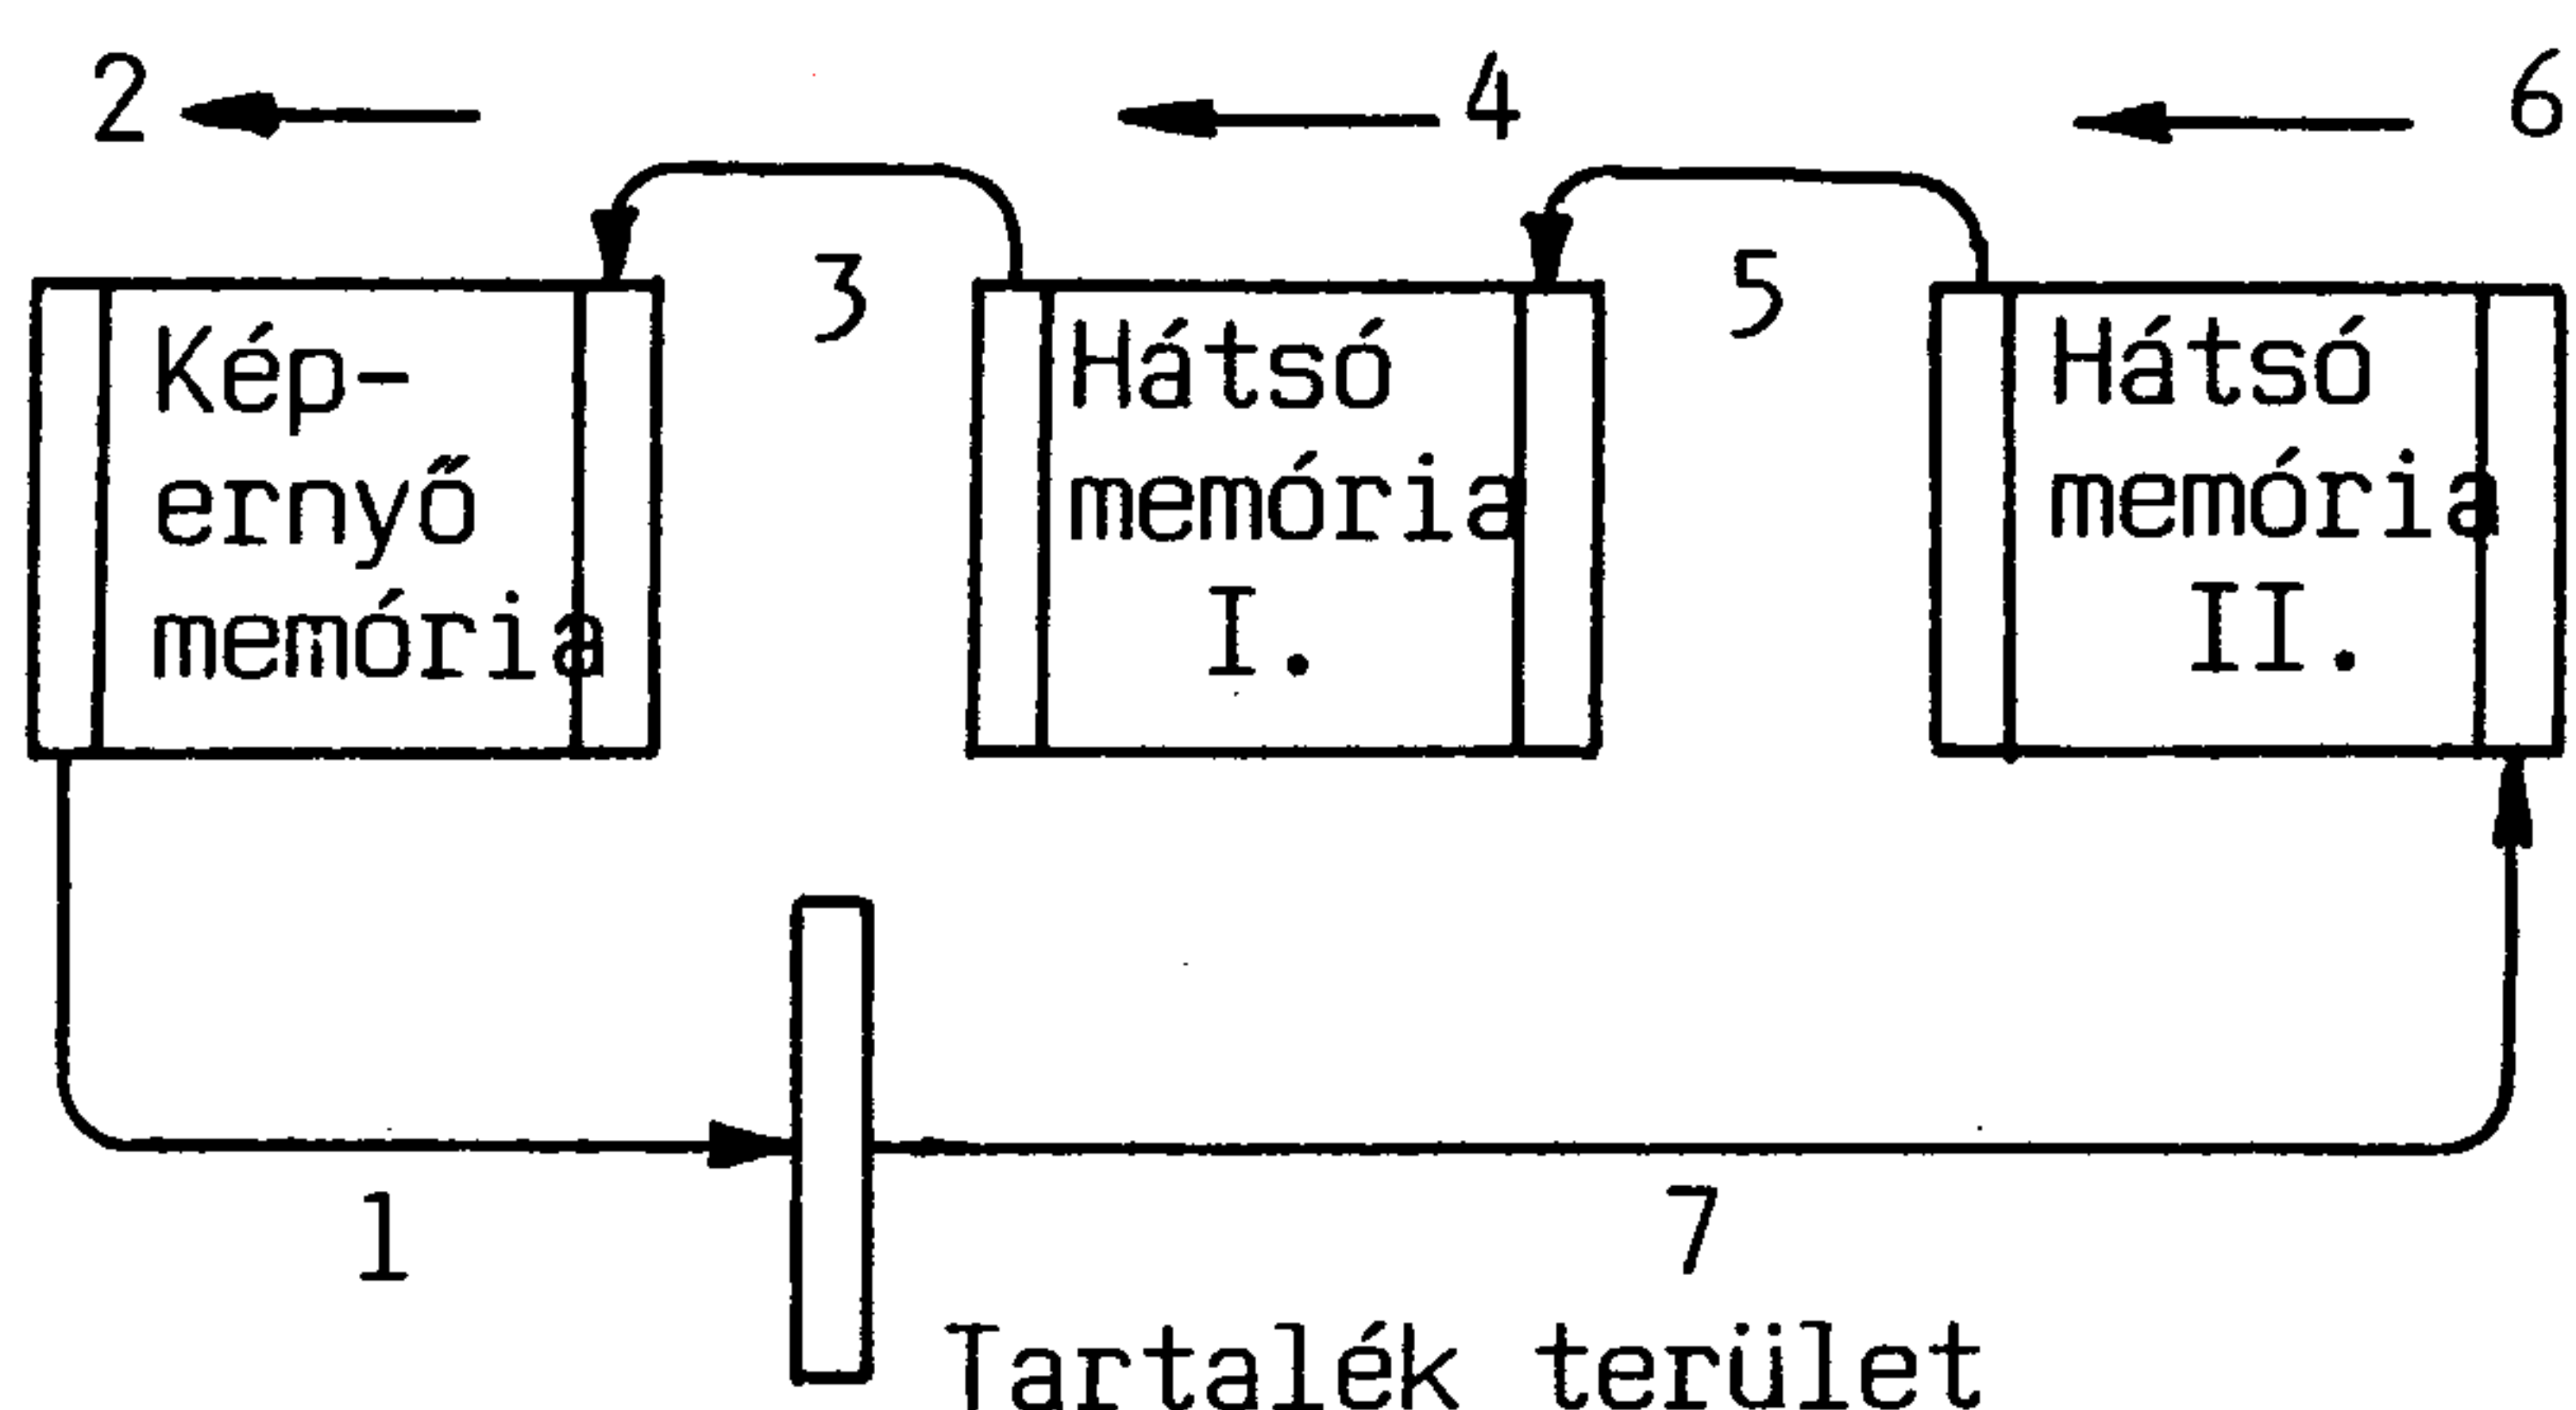 2
4
6
3
5
Kép-
ernyő
memória
Hátsó
memória
I.
Hátsó
memória
II.
1
7
Tartalék terület